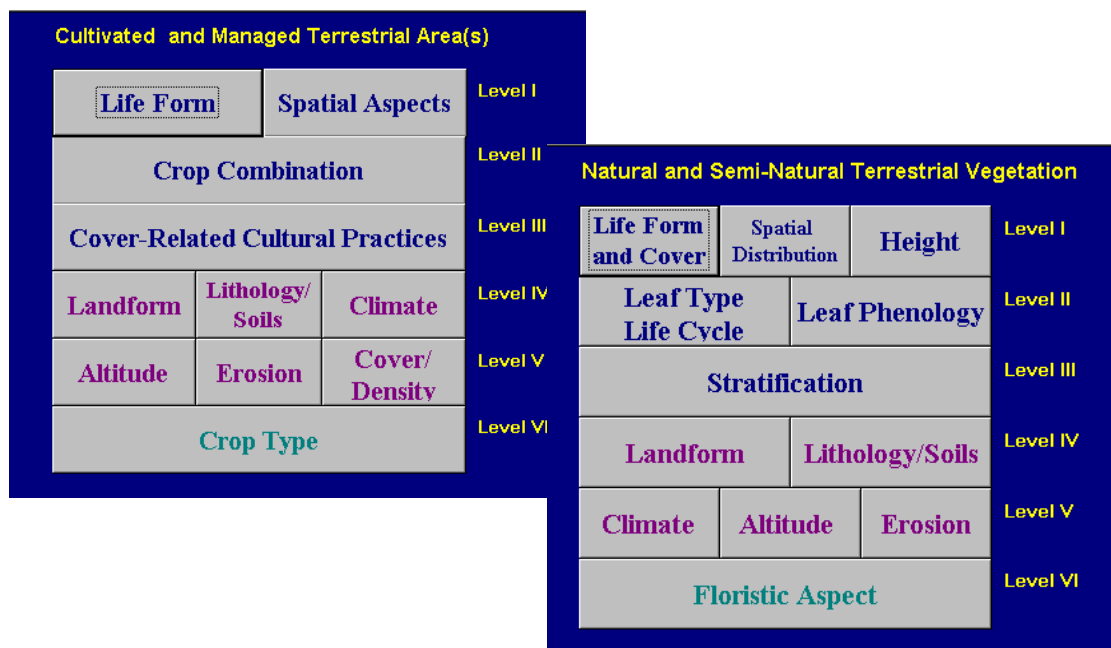 Cultivated and Managed Terrestrial Area(s)
Life Form
Spatial Aspects
Level I
Crop Combination
Level II
Cover-Related Cultural Practices
Level III
Landform
Lithology/
Soils
Climate
Level IV
Altitude
Erosion
Cover/
Density
Level V
Crop Type
Level VI
Natural and Semi-Natural Terrestrial Vegetation
Life Form
and Cover
Spatial
Distribution
Height
Level I
Leaf Type
Life Cycle
Leaf Phenology
Level II
Stratification
Level III
Landform
Lithology/Soils
Level IV
Climate
Altitude
Erosion
Level V
Floristic Aspect
Level VI